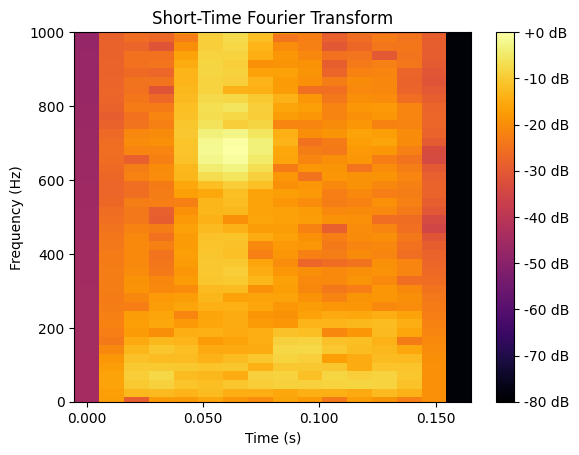 Short-Time Fourier Transform
1000
800
600
400
200
0
Frequency (Hz)
0.000
0.050
0.100
0.150
Time (s)
+0 dB
-10 dB
-20 dB
-30 dB
-40 dB
-50 dB
-60 dB
-70 dB
-80 dB